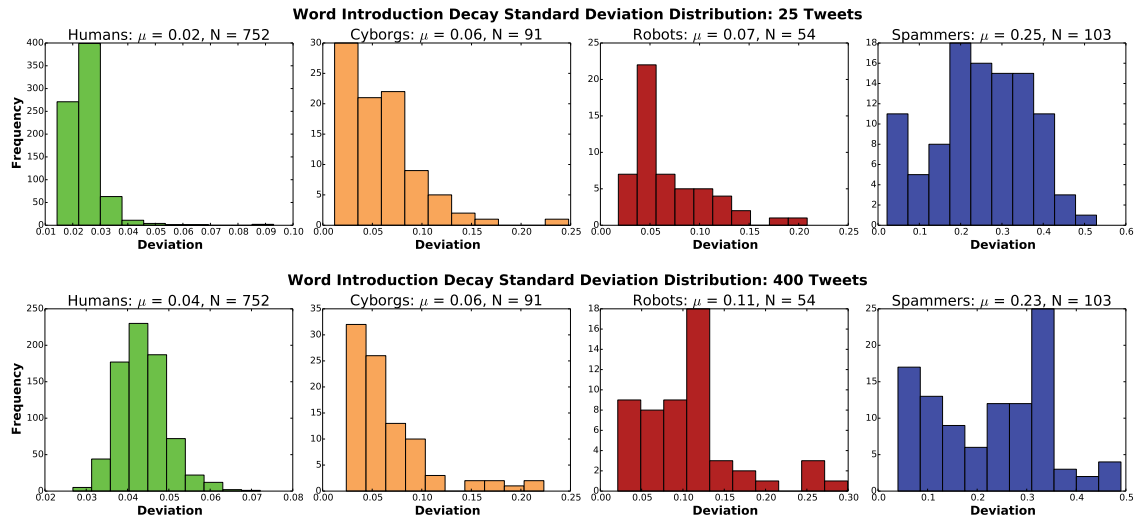 Word Introduction Decay Standard Deviation Distribution: 25 Tweets
Humans: μ = 0.02, N = 752
Cyborgs: μ = 0.06, N = 91
Robots: μ = 0.07, N = 54
Spammers: μ = 0.25, N = 103
Frequency
400
350
300
250
200
150
100
50
0
0.01 0.02 0.03 0.04 0.05 0.06 0.07 0.08 0.09 0.10
Deviation
30
25
20
15
10
5
0
0.00 0.05 0.10 0.15 0.20 0.25
Deviation
25
20
15
10
5
0
0.00 0.05 0.10 0.15 0.20 0.25
Deviation
18
16
14
12
10
8
6
4
2
0
0.0 0.1 0.2 0.3 0.4 0.5 0.6
Deviation
Word Introduction Decay Standard Deviation Distribution: 400 Tweets
Humans: μ = 0.04, N = 752
Cyborgs: μ = 0.06, N = 91
Robots: μ = 0.11, N = 54
Spammers: μ = 0.23, N = 103
Frequency
250
200
150
100
50
0
0.02 0.03 0.04 0.05 0.06 0.07 0.08
Deviation
35
30
25
20
15
10
5
0
0.00 0.05 0.10 0.15 0.20 0.25
Deviation
18
16
14
12
10
8
6
4
2
0
0.00 0.05 0.10 0.15 0.20 0.25 0.30
Deviation
25
20
15
10
5
0
0.0 0.1 0.2 0.3 0.4 0.5
Deviation